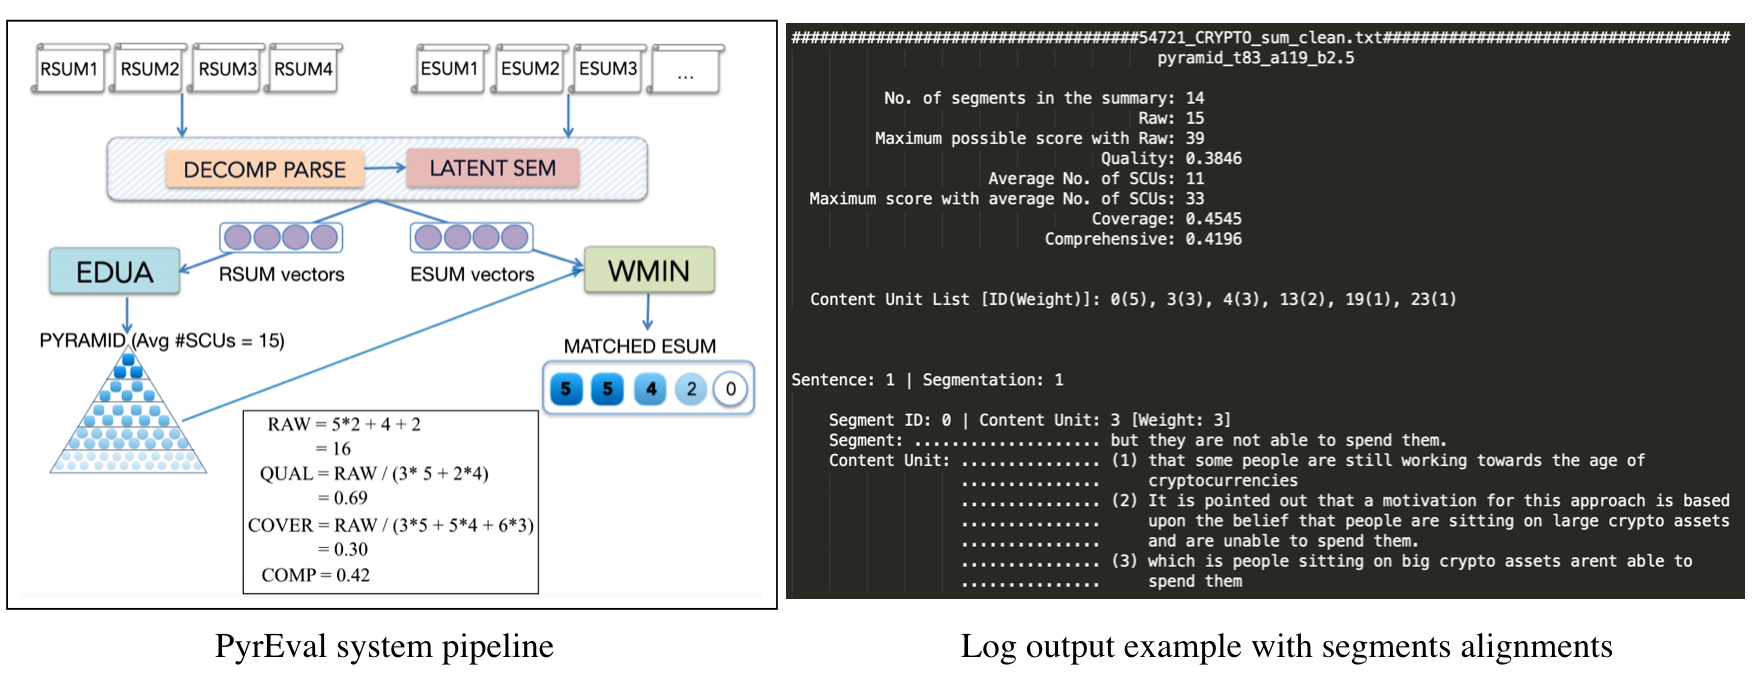 RSUM1 RSUM2 RSUM3 RSUM4
ESUM1 ESUM2 ESUM3 ...
DECOMP PARSE LATENT SEM
RSUM vectors
ESUM vectors
EDUA
WMIN
PYRAMID (Avg #SCUs = 15)
MATCHED ESUM
5 5 4 2 0
RAW = 5*2 + 4 + 2
= 16
QUAL = RAW / (3* 5 + 2*4)
= 0.69
COVER = RAW / (3*5 + 5*4 + 6*3)
= 0.30
COMP = 0.42
PyrEval system pipeline
#####################################54721_CRYPTO_sum_clean.txt#####################################
pyramid_t83_a119_b2.5
No. of segments in the summary: 14
Raw: 15
Maximum possible score with Raw: 39
Quality: 0.3846
Average No. of SCUs: 11
Maximum score with average No. of SCUs: 33
Coverage: 0.4545
Comprehensive: 0.4196
Content Unit List [ID(Weight)]: 0(5), 3(3), 4(3), 13(2), 19(1), 23(1)
Sentence: 1 | Segmentation: 1
Segment ID: 0 | Content Unit: 3 [Weight: 3]
Segment: .................... but they are not able to spend them.
Content Unit: ............... (1) that some people are still working towards the age of
............... cryptocurrencies
............... (2) It is pointed out that a motivation for this approach is based
............... upon the belief that people are sitting on large crypto assets
............... and are unable to spend them.
............... (3) which is people sitting on big crypto assets arent able to
............... spend them
Log output example with segments alignments